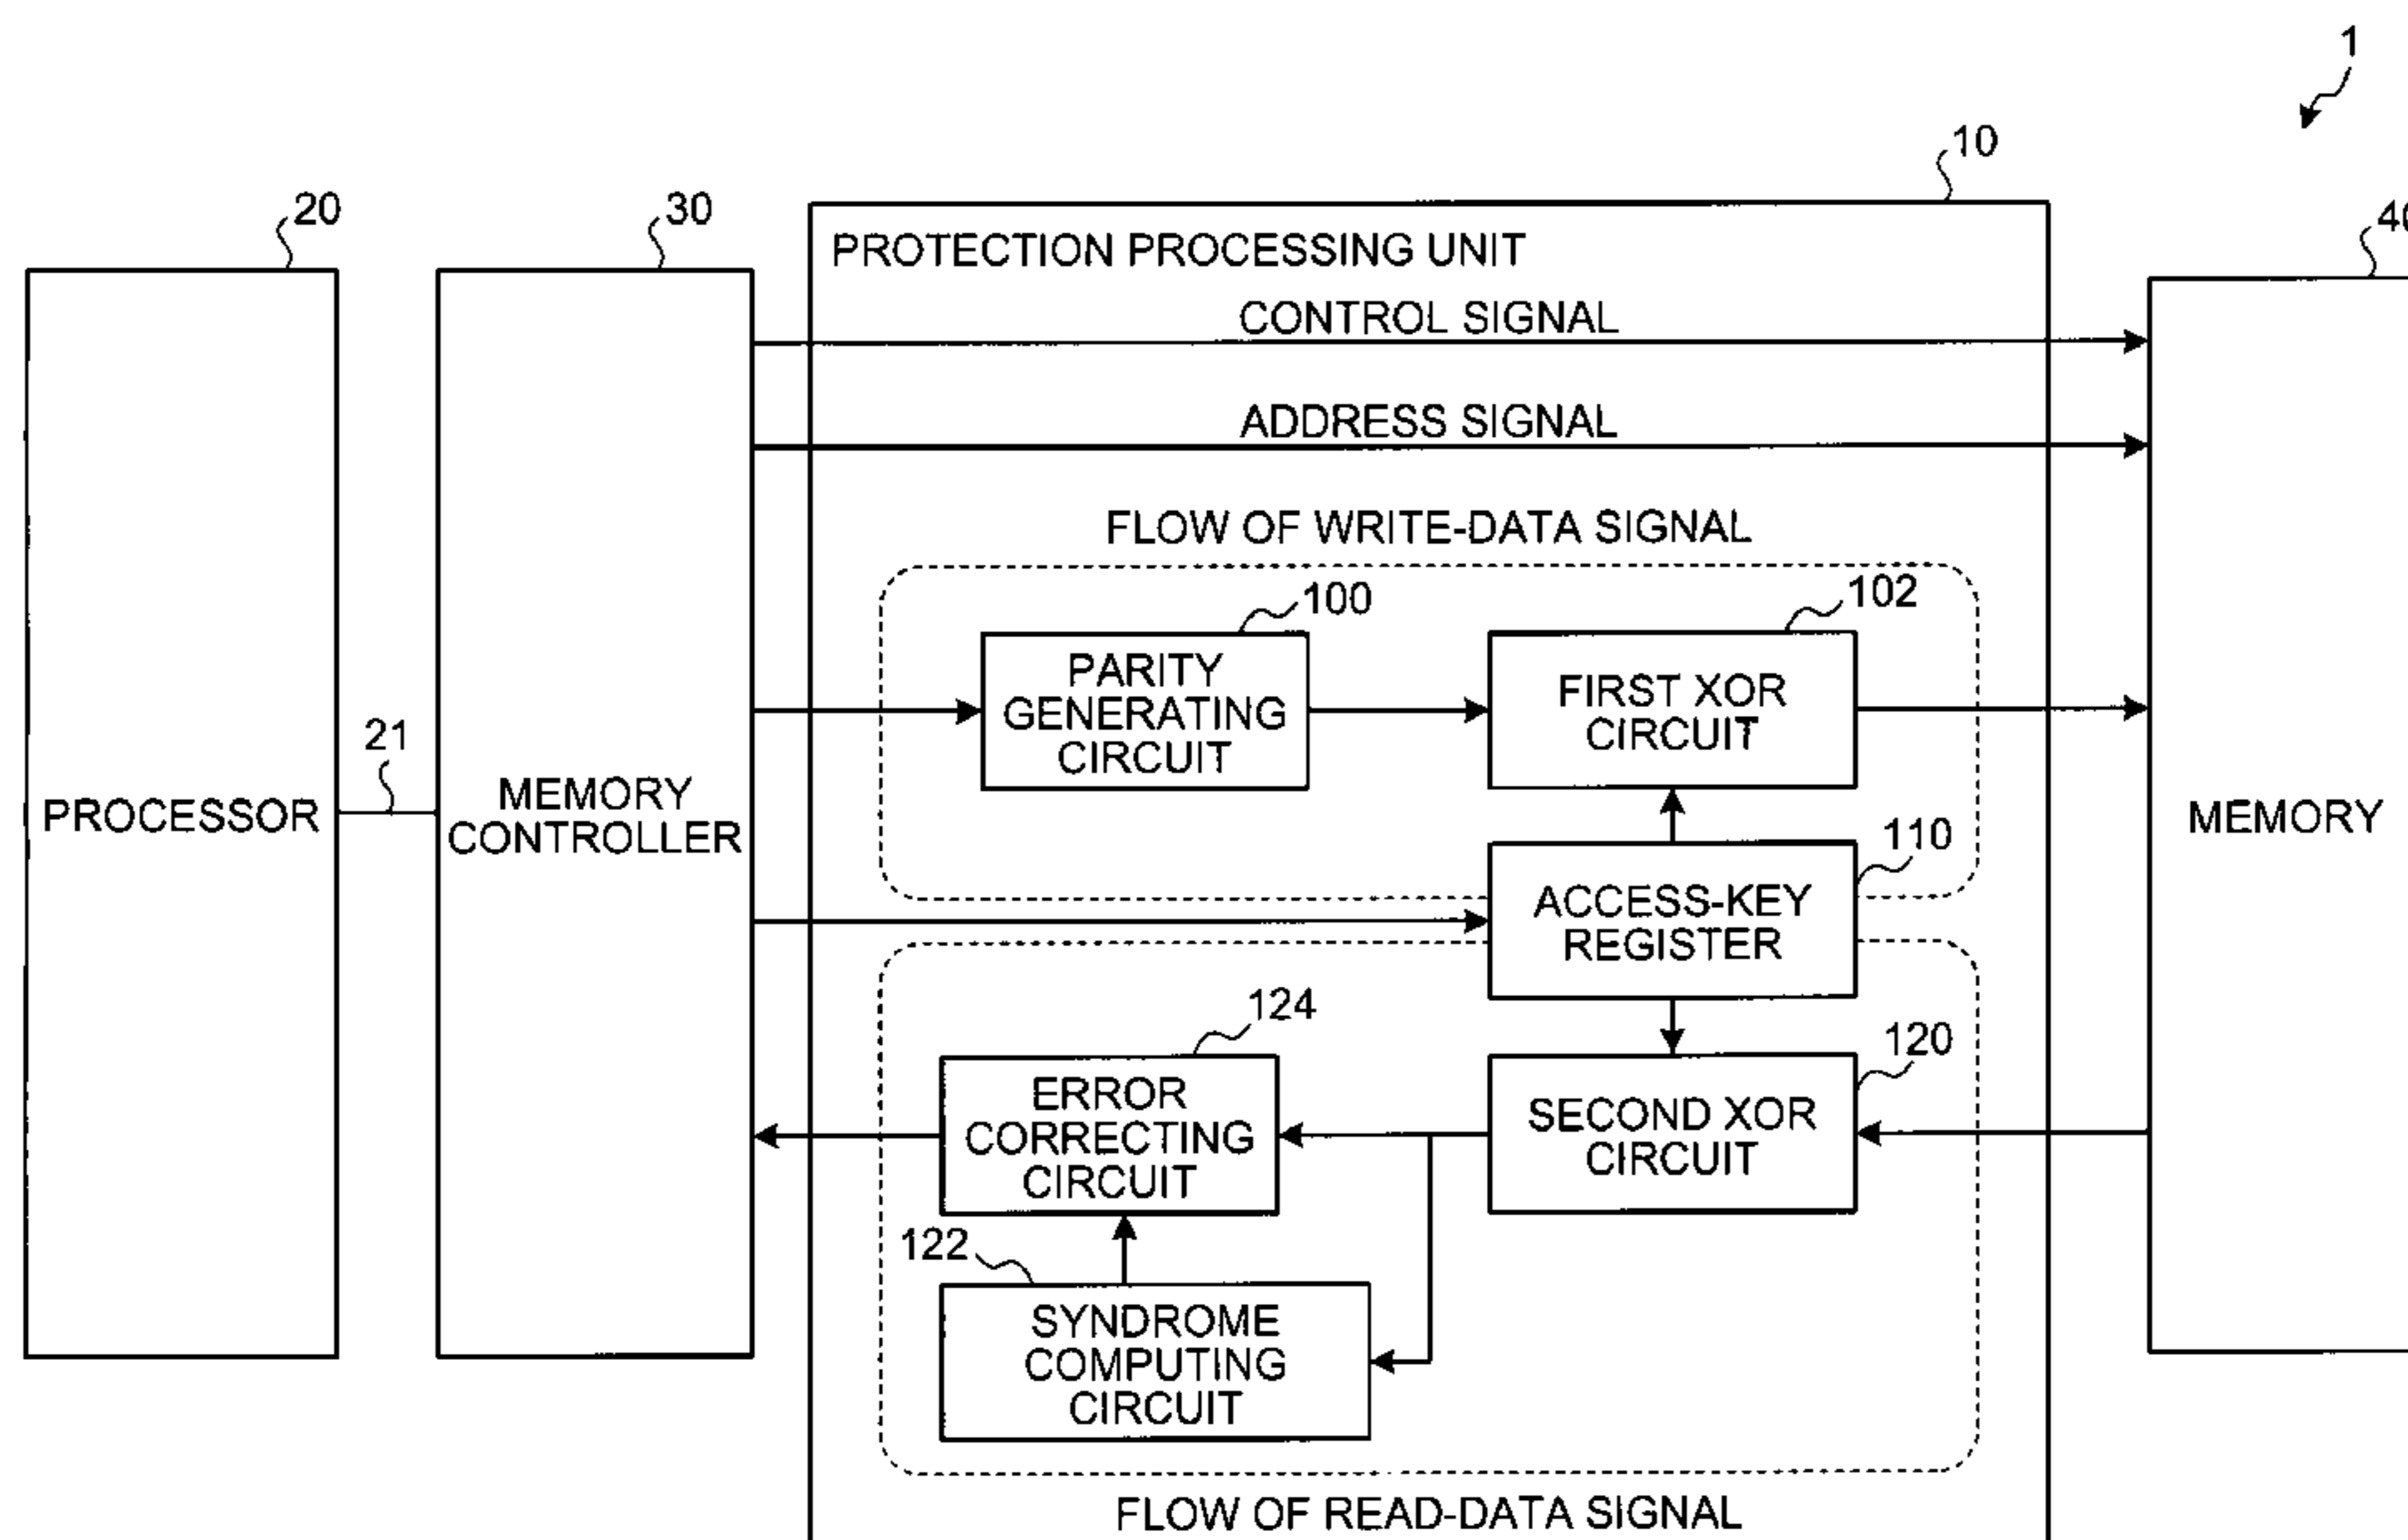 1
10
20
30
40
PROTECTION PROCESSING UNIT
CONTROL SIGNAL
ADDRESS SIGNAL
FLOW OF WRITE-DATA SIGNAL
100
102
PARITY
GENERATING
CIRCUIT
FIRST XOR
CIRCUIT
21
PROCESSOR
MEMORY
CONTROLLER
MEMORY
110
ACCESS-KEY
REGISTER
124
120
ERROR
CORRECTING
CIRCUIT
SECOND XOR
CIRCUIT
122
SYNDROME
COMPUTING
CIRCUIT
FLOW OF READ-DATA SIGNAL